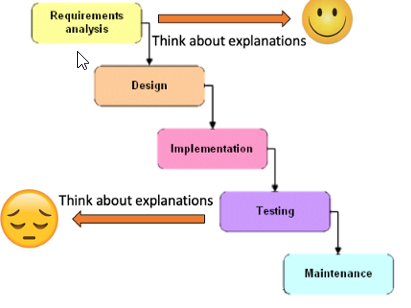 Requirements
analysis
Think about explanations
Design
Implementation
Think about explanations
Testing
Maintenance